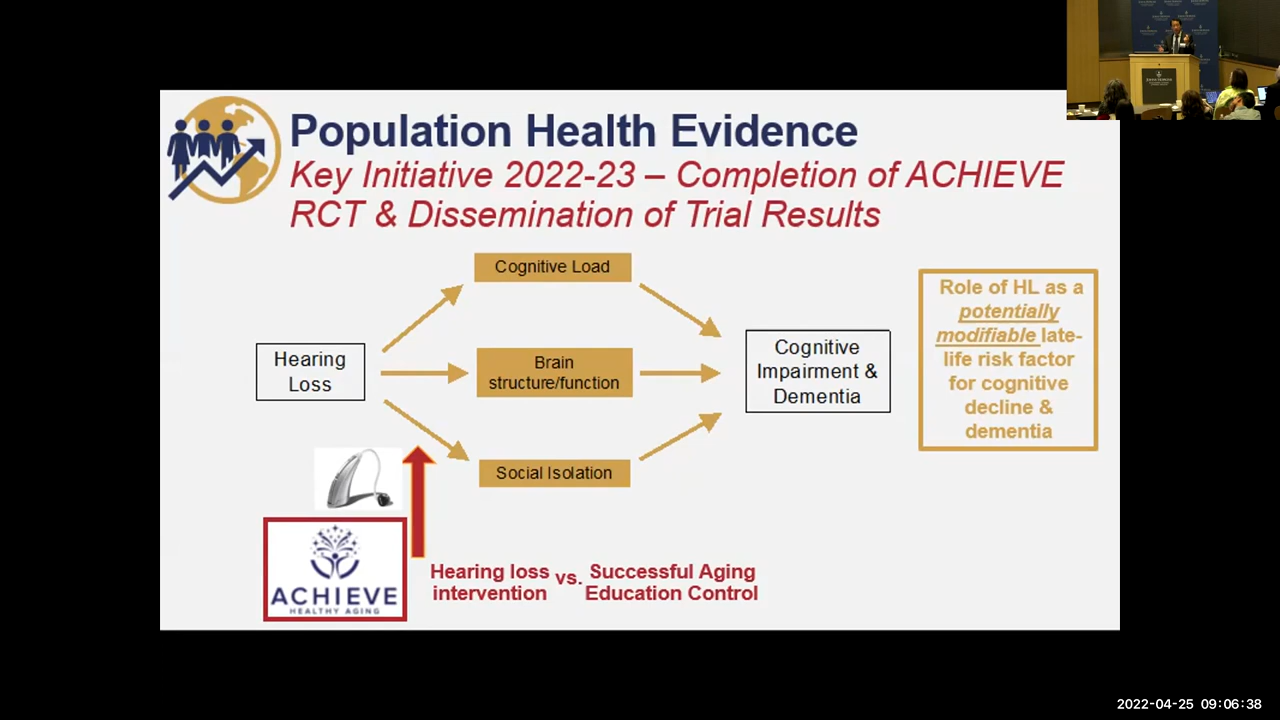 Population Health Evidence
Key Initiative 2022-23 – Completion of ACHIEVE
RCT & Dissemination of Trial Results
Cognitive Load
Hearing
Loss
Brain
structure/function
Social Isolation
Cognitive
Impairment &
Dementia
Role of HL as a
potentially
modifiable late-
life risk factor
for cognitive
decline &
dementia
ACHIEVE
HEALTHY AGING
Hearing loss
intervention
vs.
Successful Aging
Education Control
2022-04-25 09:06:38